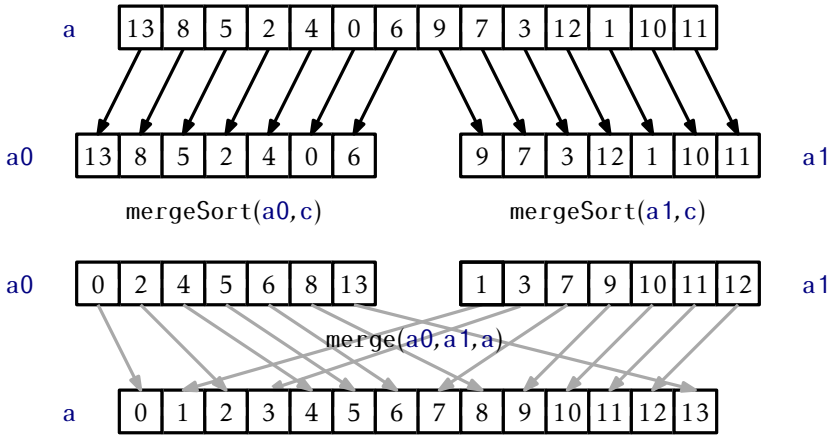 a 13 8 5 2 4 0 6 9 7 3 12 1 10 11
a0 13 8 5 2 4 0 6 9 7 3 12 1 10 11 a1
mergeSort(a0,c) mergeSort(a1,c)
a0 0 2 4 5 6 8 13 1 3 7 9 10 11 12 a1
merge(a0,a1,a)
a 0 1 2 3 4 5 6 7 8 9 10 11 12 13